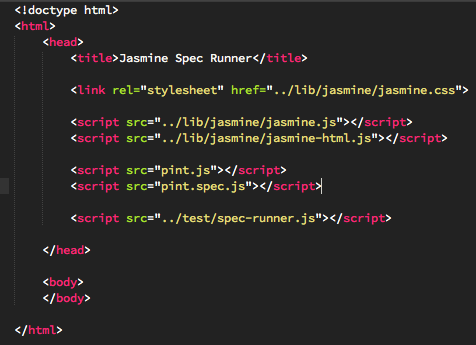 <!doctype html>
<html>
<head>
<title>Jasmine Spec Runner</title>
<link rel="stylesheet" href="../lib/jasmine/jasmine.css">
<script src="../lib/jasmine/jasmine.js"></script>
<script src="../lib/jasmine/jasmine-html.js"></script>
<script src="pint.js"></script>
<script src="pint.spec.js"></script>
<script src="../test/spec-runner.js"></script>
</head>
<body>
</body>
</html>